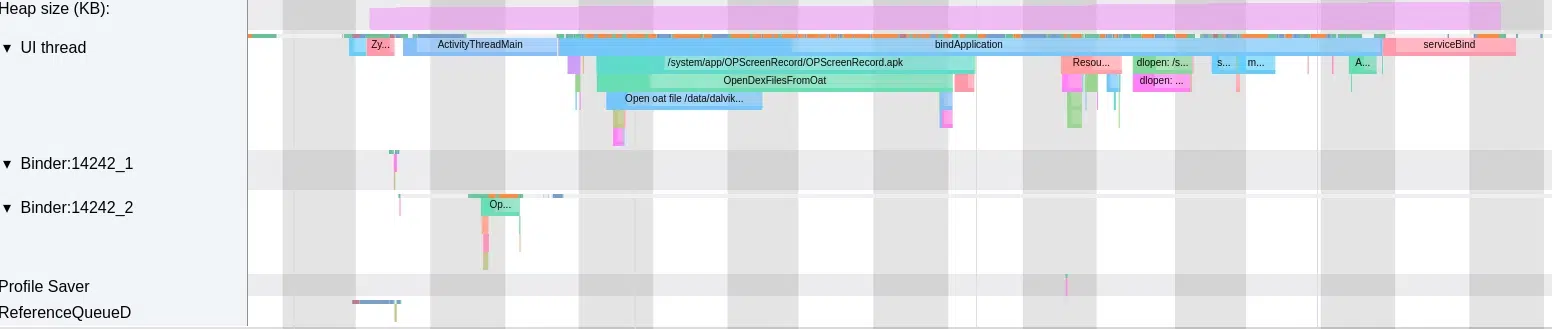 Heap size (KB):
▼ UI thread
Zy... ActivityThreadMain bindApplication serviceBind
/system/app/OPScreenRecord/OPScreenRecord.apk Resou... dlopen: /s... s... m... A...
OpenDexFilesFromOat dlopen: ...
Open oat file /data/dalvik...
▼ Binder:14242_1
▼ Binder:14242_2
Op...
Profile Saver
ReferenceQueueD